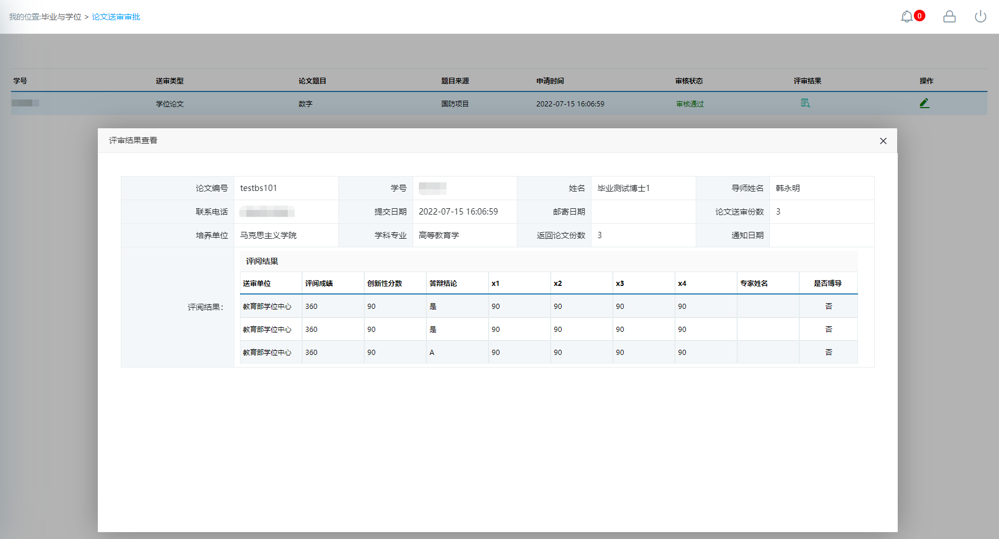 我的位置:毕业与学位 > 论文送审审批
0
学号 送审类型 论文题目 题目来源 申请时间 审核状态 评审结果 操作
学位论文 数字 国防项目 2022-07-15 16:06:59 审核通过
评审结果查看
论文编号 testbs101 学号 姓名 毕业测试博士1 导师姓名 韩永明
联系电话 提交日期 2022-07-15 16:06:59 邮寄日期 论文送审份数 3
培养单位 马克思主义学院 学科专业 高等教育学 返回论文份数 3 通知日期
评阅结果
送审单位 评阅成绩 创新性分数 答辩结论 x1 x2 x3 x4 专家姓名 是否博导
评阅结果：
教育部学位中心 360 90 是 90 90 90 90 否
教育部学位中心 360 90 是 90 90 90 90 否
教育部学位中心 360 90 A 90 90 90 90 否